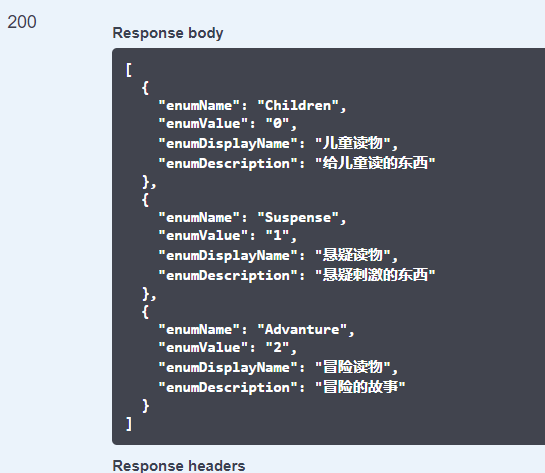 200
Response body
[
  {
    "enumName": "Children",
    "enumValue": "0",
    "enumDisplayName": "儿童读物",
    "enumDescription": "给儿童读的东西"
  },
  {
    "enumName": "Suspense",
    "enumValue": "1",
    "enumDisplayName": "悬疑读物",
    "enumDescription": "悬疑刺激的东西"
  },
  {
    "enumName": "Advanture",
    "enumValue": "2",
    "enumDisplayName": "冒险读物",
    "enumDescription": "冒险的故事"
  }
]
Response headers